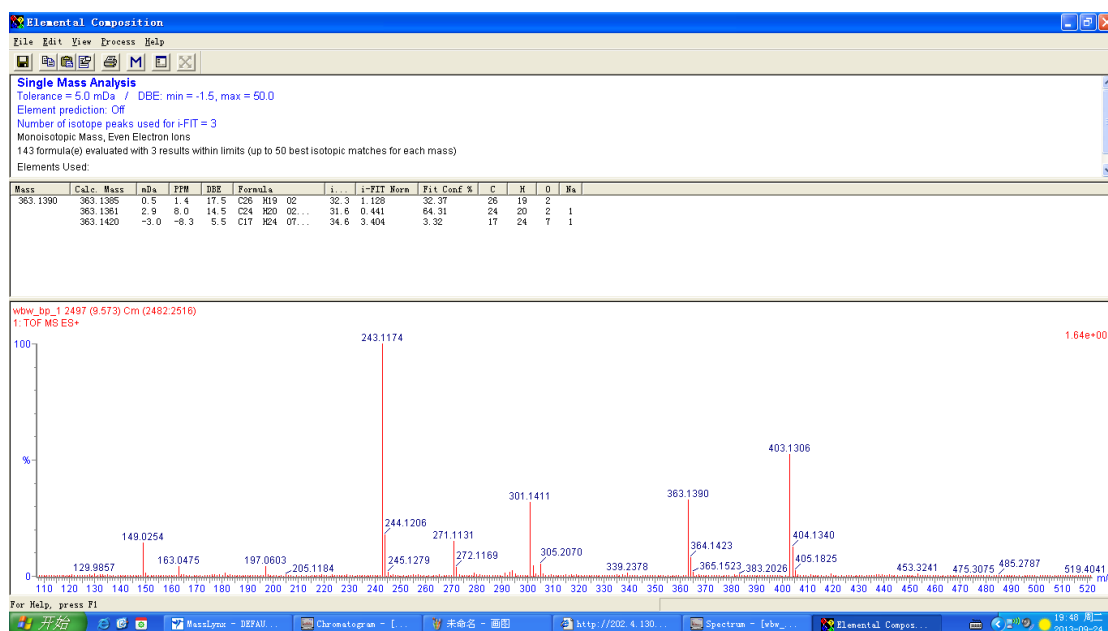 Elemental Composition
File Edit View Process Help
M
Single Mass Analysis
Tolerance = 5.0 mDa / DBE: min = -1.5, max = 50.0
Element prediction: Off
Number of isotope peaks used for i-FIT = 3
Monoisotopic Mass, Even Electron Ions
143 formula(e) evaluated with 3 results within limits (up to 50 best isotopic matches for each mass)
Elements Used:
Mass Calc. Mass mDa PPM DBE Formula i... i-FIT Norm Fit Conf % C H O Na
363.1390 363.1385 0.5 1.4 17.5 C26 H19 O2 32.3 1.128 32.37 26 19 2
363.1361 2.9 8.0 14.5 C24 H20 O2... 31.6 0.441 64.31 24 20 2 1
363.1420 -3.0 -8.3 5.5 C17 H24 O7... 34.6 3.404 3.32 17 24 7 1
wbw_bp_1 2497 (9.573) Cm (2482:2516)
1: TOF MS ES+
1.64e+00
100
%
0
243.1174
403.1306
301.1411
363.1390
244.1206
149.0254
271.1131
404.1340
364.1423
163.0475
197.0603
245.1279
272.1169
305.2070
405.1825
129.9857
205.1184
339.2378
365.1523
383.2026
453.3241
475.3075
485.2787
519.4041
m/
110 120 130 140 150 160 170 180 190 200 210 220 230 240 250 260 270 280 290 300 310 320 330 340 350 360 370 380 390 400 410 420 430 440 450 460 470 480 490 500 510 520
For Help, press F1
开始 MassLynx - DEFAU... Chromatogram - [... 未命名 - 画图 http://202.4.130... Spectrum - [wbw_... Elemental Compos... 19:48 周二
2013-09-24